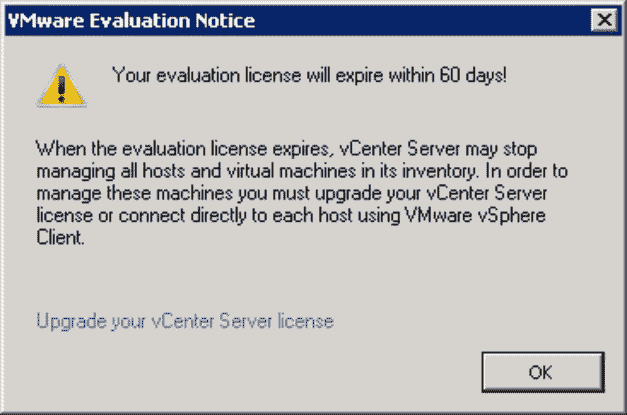 VMware Evaluation Notice
Your evaluation license will expire within 60 days!
When the evaluation license expires, vCenter Server may stop
managing all hosts and virtual machines in its inventory. In order to
manage these machines you must upgrade your vCenter Server
license or connect directly to each host using VMware vSphere
Client.
Upgrade your vCenter Server license
OK